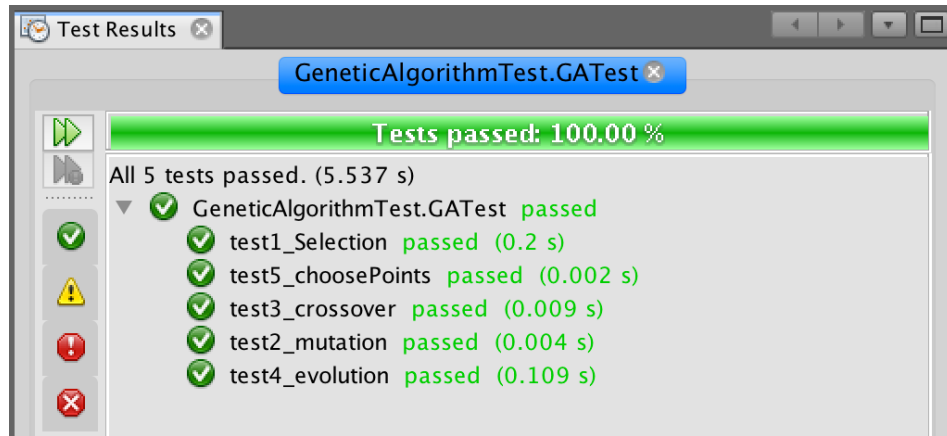 Test Results
GeneticAlgorithmTest.GATest
Tests passed: 100.00 %
All 5 tests passed. (5.537 s)
GeneticAlgorithmTest.GATest passed
test1_Selection passed (0.2 s)
test5_choosePoints passed (0.002 s)
test3_crossover passed (0.009 s)
test2_mutation passed (0.004 s)
test4_evolution passed (0.109 s)